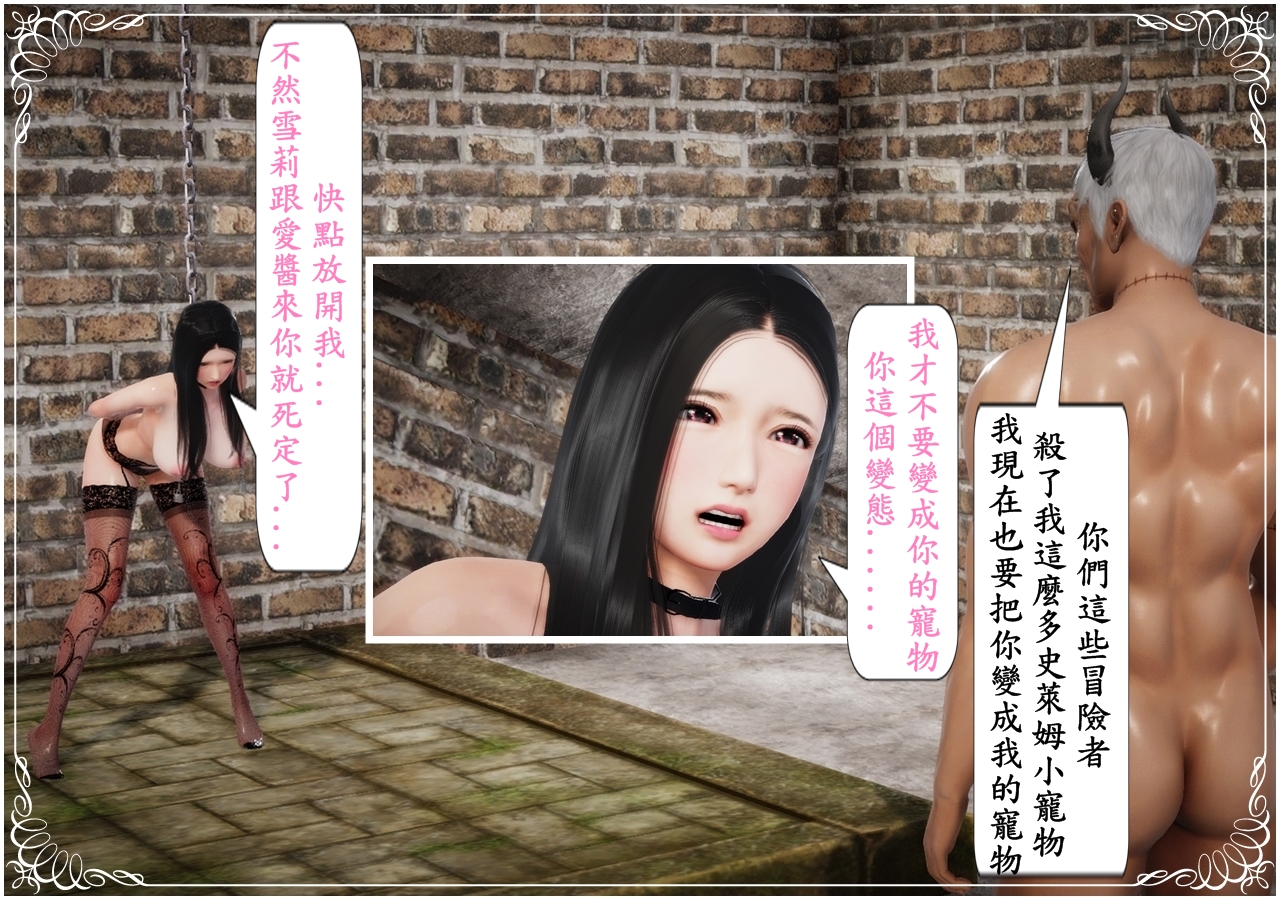 你們這些冒險者
殺了我這麼多史萊姆小寵物
我現在也要把你變成我的寵物
我才不要變成你的寵物
你這個變態......
快點放開我...
不然雪莉跟愛醬來你就死定了...